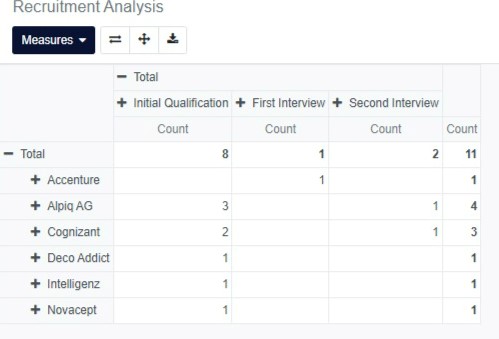 Recruitment Analysis
Measures
Total
Initial Qualification First Interview Second Interview
Count Count Count Count
Total 8 1 2 11
Accenture 1 1
Alpiq AG 3 1 4
Cognizant 2 1 3
Deco Addict 1 1
Intelligenz 1 1
Novacept 1 1